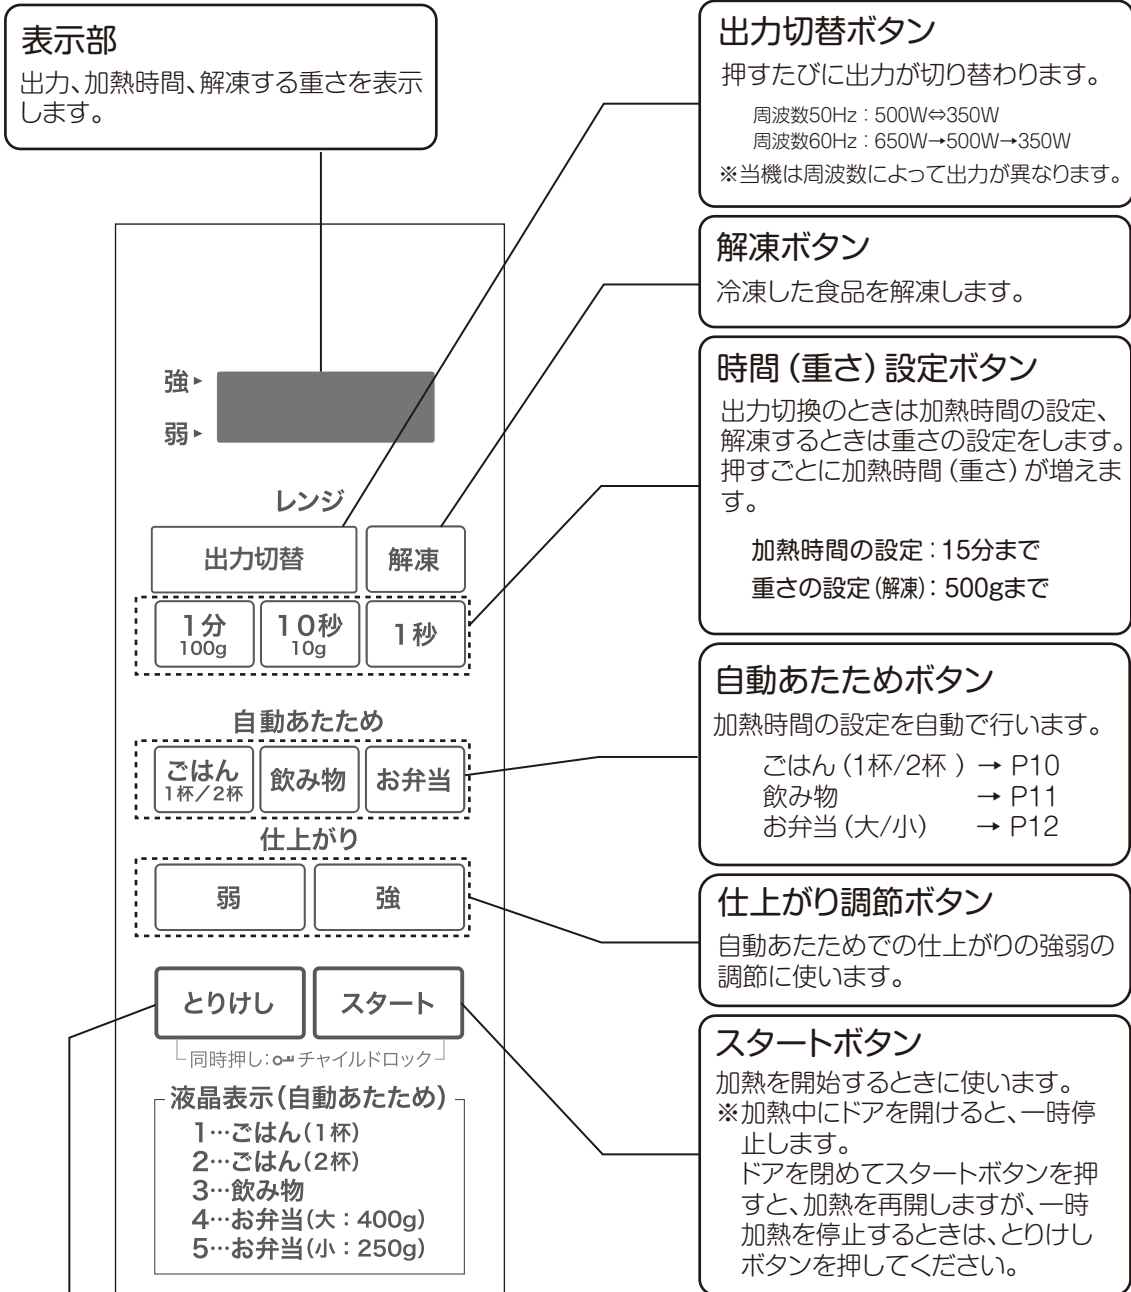 表示部
出力、加熱時間、解凍する重さを表示
します。
強▸
弱▸
レンジ
出力切替
解凍
1分
100g
10秒
10g
1秒
自動あたため
ごはん
1杯/2杯
飲み物
お弁当
仕上がり
弱
強
とりけし
スタート
同時押し:チャイルドロック
液晶表示(自動あたため)
1…ごはん(1杯)
2…ごはん(2杯)
3…飲み物
4…お弁当(大:400g)
5…お弁当(小:250g)
出力切替ボタン
押すたびに出力が切り替わります。
周波数50Hz:500W⇔350W
周波数60Hz:650W→500W→350W
※当機は周波数によって出力が異なります。
解凍ボタン
冷凍した食品を解凍します。
時間(重さ)設定ボタン
出力切換のときは加熱時間の設定、
解凍するときは重さの設定をします。
押すごとに加熱時間(重さ)が増えま
す。
加熱時間の設定:15分まで
重さの設定(解凍):500gまで
自動あたためボタン
加熱時間の設定を自動で行います。
ごはん(1杯/2杯 )→ P10
飲み物 → P11
お弁当(大/小) → P12
仕上がり調節ボタン
自動あたためでの仕上がりの強弱の
調節に使います。
スタートボタン
加熱を開始するときに使います。
※加熱中にドアを開けると、一時停
止します。
ドアを閉めてスタートボタンを押
すと、加熱を再開しますが、一時
加熱を停止するときは、とりけし
ボタンを押してください。